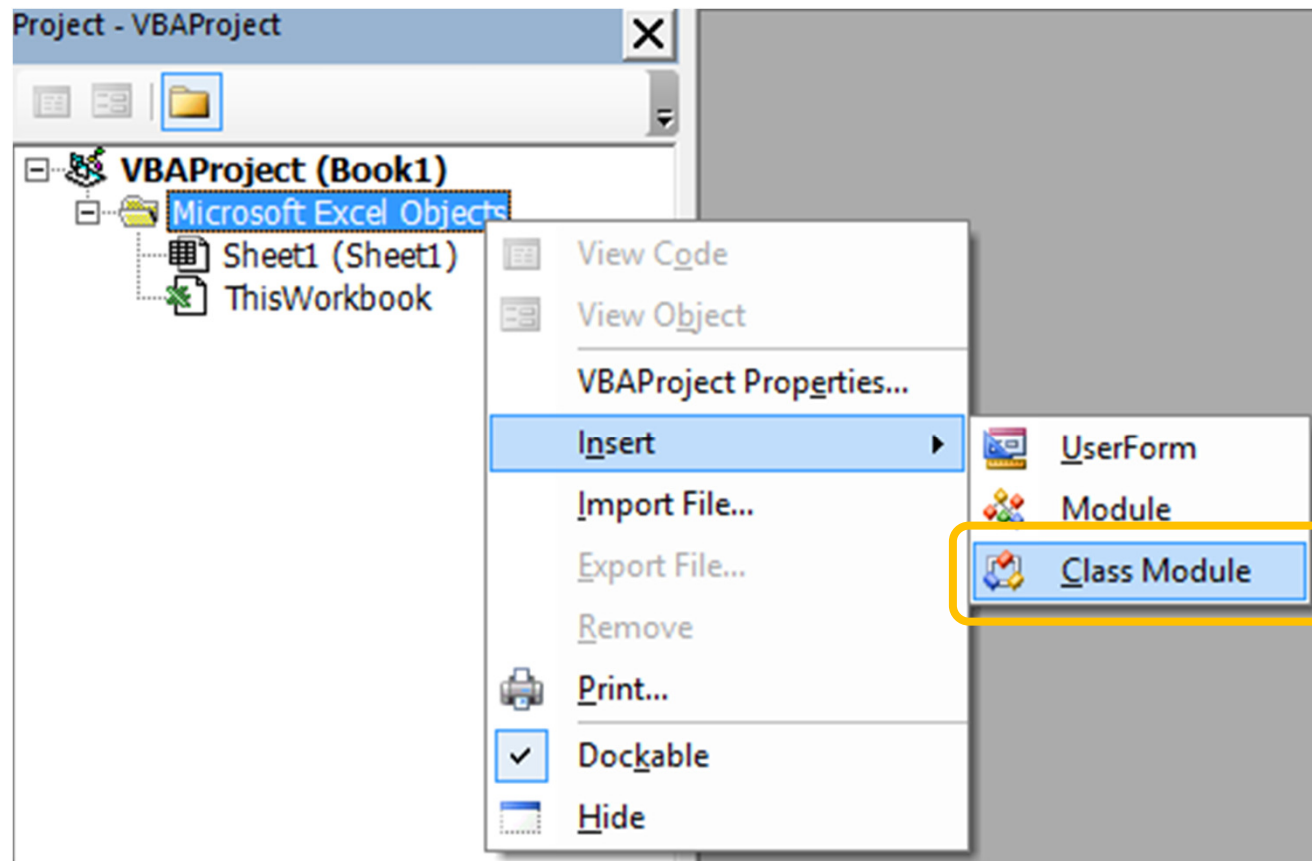 Project - VBAProject
VBAProject (Book1)
Microsoft Excel Objects
Sheet1 (Sheet1)
ThisWorkbook
View Code
View Object
VBAProject Properties...
Insert
Import File...
Export File...
Remove
Print...
Dockable
Hide
UserForm
Module
Class Module